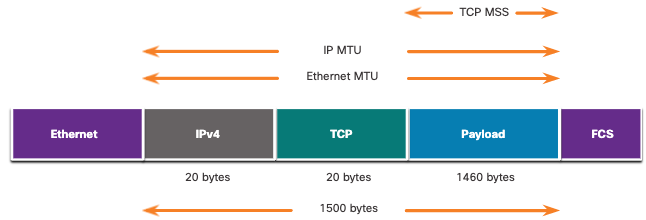 TCP MSS
IP MTU
Ethernet MTU
Ethernet IPv4 TCP Payload FCS
20 bytes 20 bytes 1460 bytes
1500 bytes